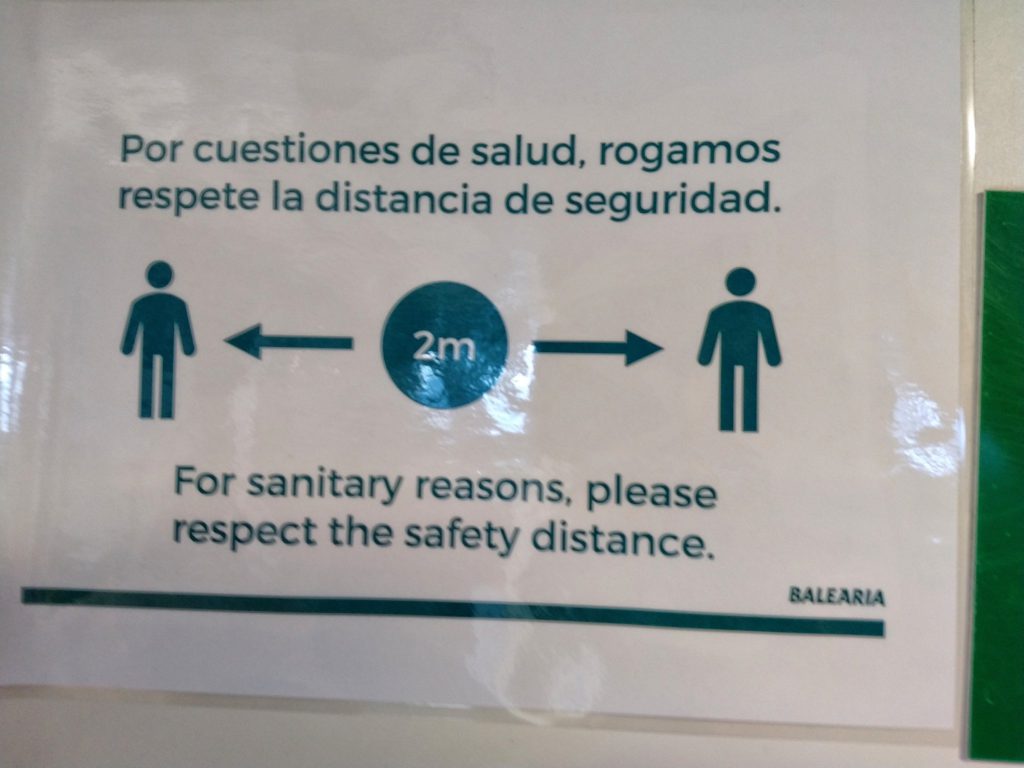 Por cuestiones de salud, rogamos
respete la distancia de seguridad.
2m
For sanitary reasons, please
respect the safety distance.
BALEARIA